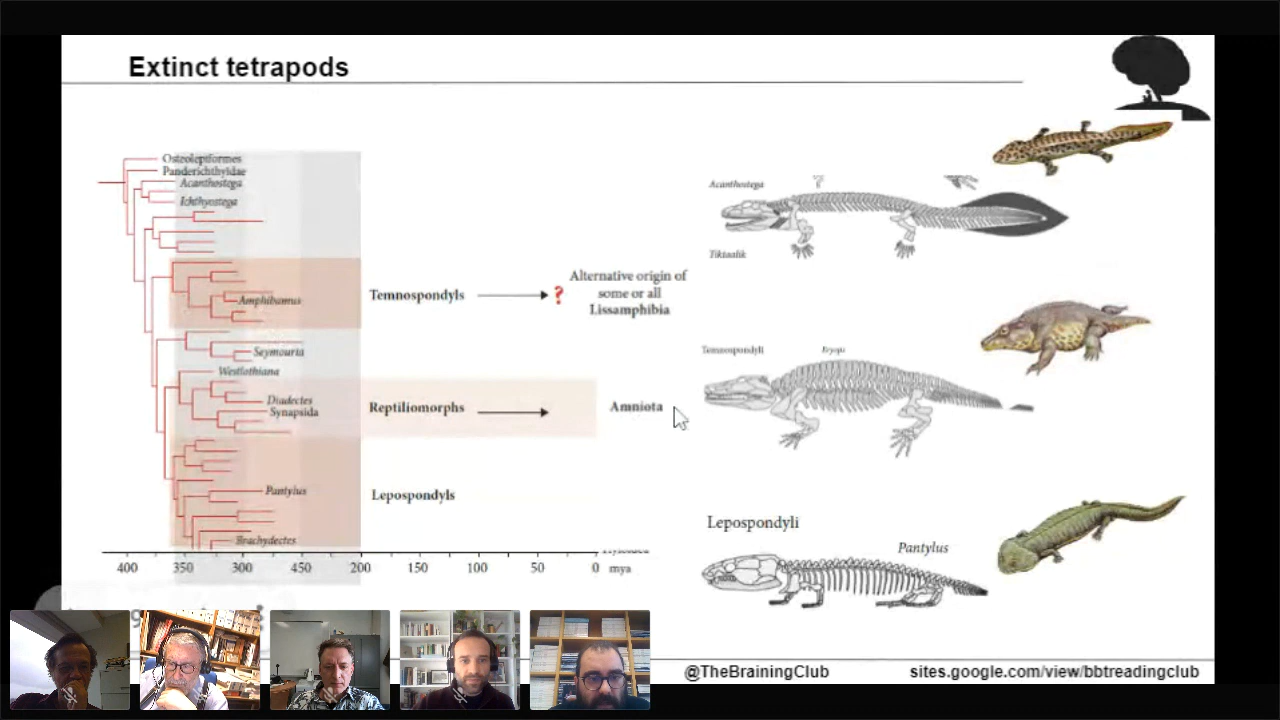 Extinct tetrapods
Osteolepiformes
Panderichthyidae
Acanthostega
Ichthyostega
Amphibamus
Seymouria
Westlothiana
Diadectes
Synapsida
Pantylus
Brachydectes
Temnospondyls
?
Alternative origin of
some or all
Lissamphibia
Reptiliomorphs
Amniota
Lepospondyls
400 350 300 450 200 150 100 50 0 mya
Acanthostega
?
Tiktaalik
Temnospondyli
Eryops
Lepospondyli
Pantylus
@TheBrainingClub
sites.google.com/view/bbtreadingclub